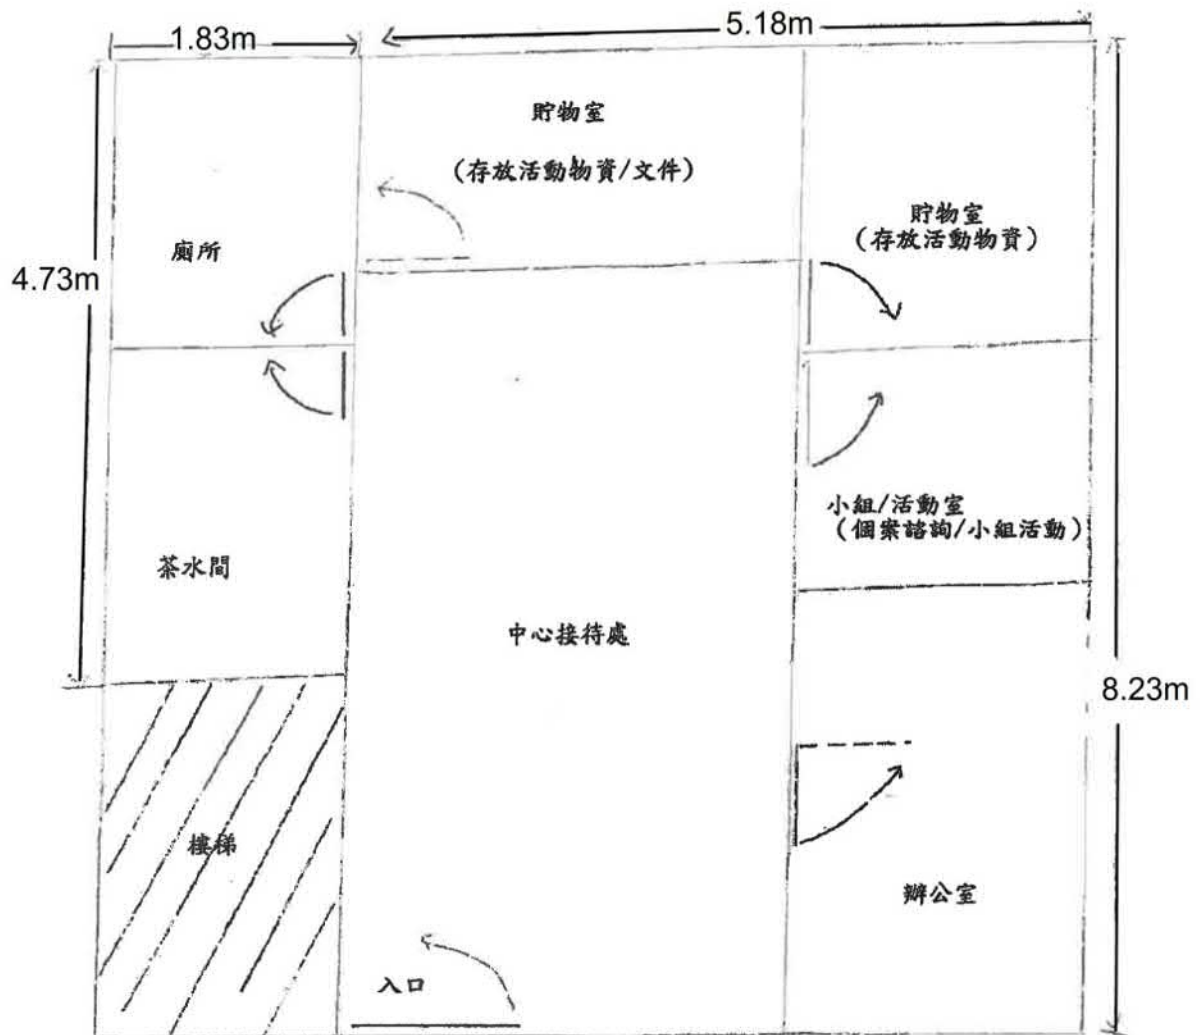 1.83m
5.18m
貯物室
(存放活動物資/文件)
貯物室
(存放活動物資)
廁所
4.73m
小組/活動室
(個案諮詢/小組活動)
茶水間
中心接待處
8.23m
樓梯
辦公室
入口